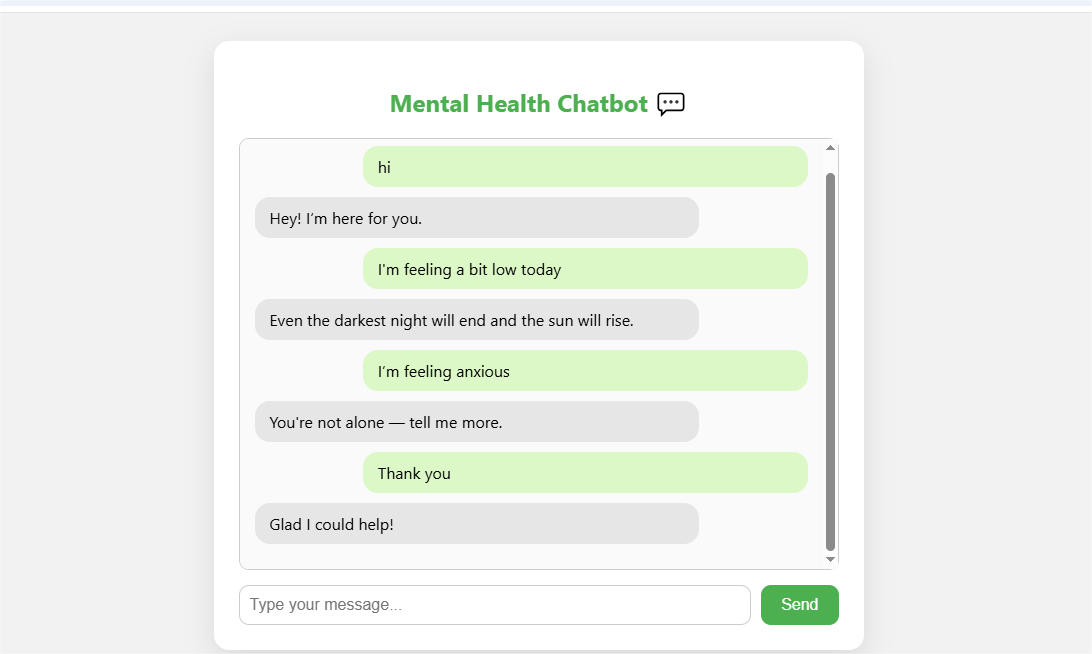 Mental Health Chatbot 💬
hi
Hey! I’m here for you.
I'm feeling a bit low today
Even the darkest night will end and the sun will rise.
I’m feeling anxious
You're not alone — tell me more.
Thank you
Glad I could help!
Type your message...
Send